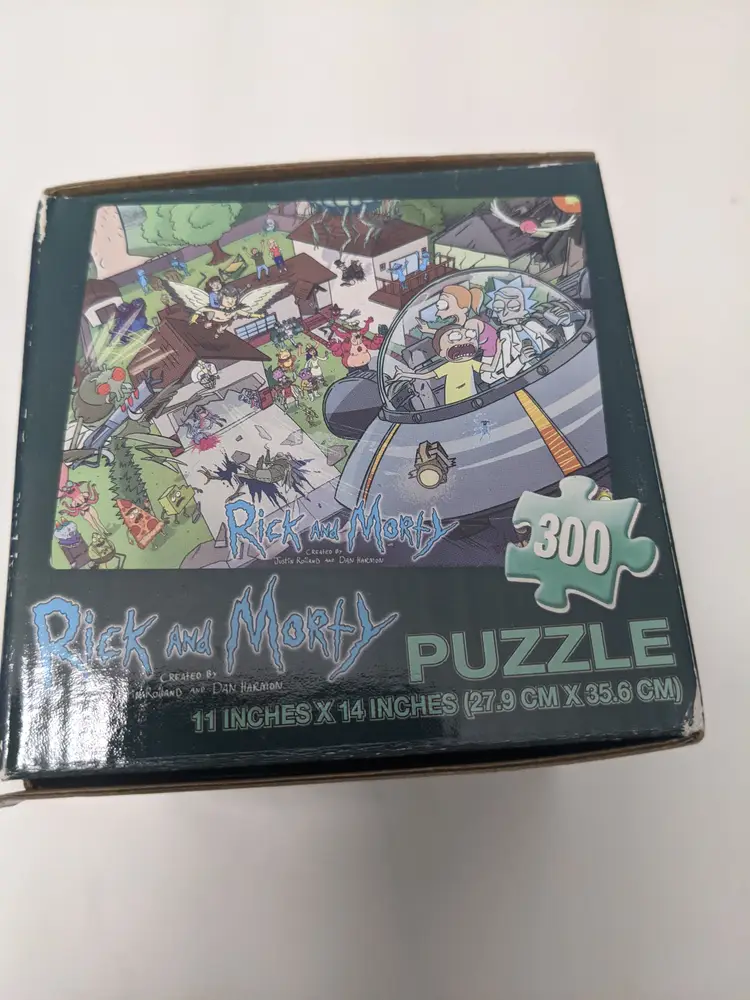 RICK AND MORTY
CREATED BY
JUSTIN ROILAND AND DAN HARMON
300
RICK AND MORTY
CREATED BY
AND DAN HARMON
PUZZLE
11 INCHES X 14 INCHES (27.9 CM X 35.6 CM)